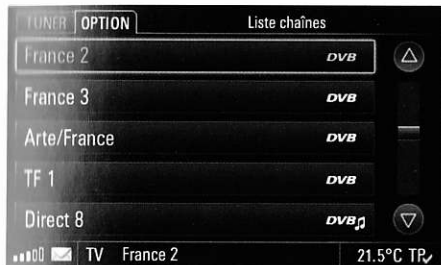 TUNER OPTION Liste chaînes
France 2 DVB
France 3 DVB
Arte/France DVB
TF 1 DVB
Direct 8 DVB
TV France 2 21.5°C TP